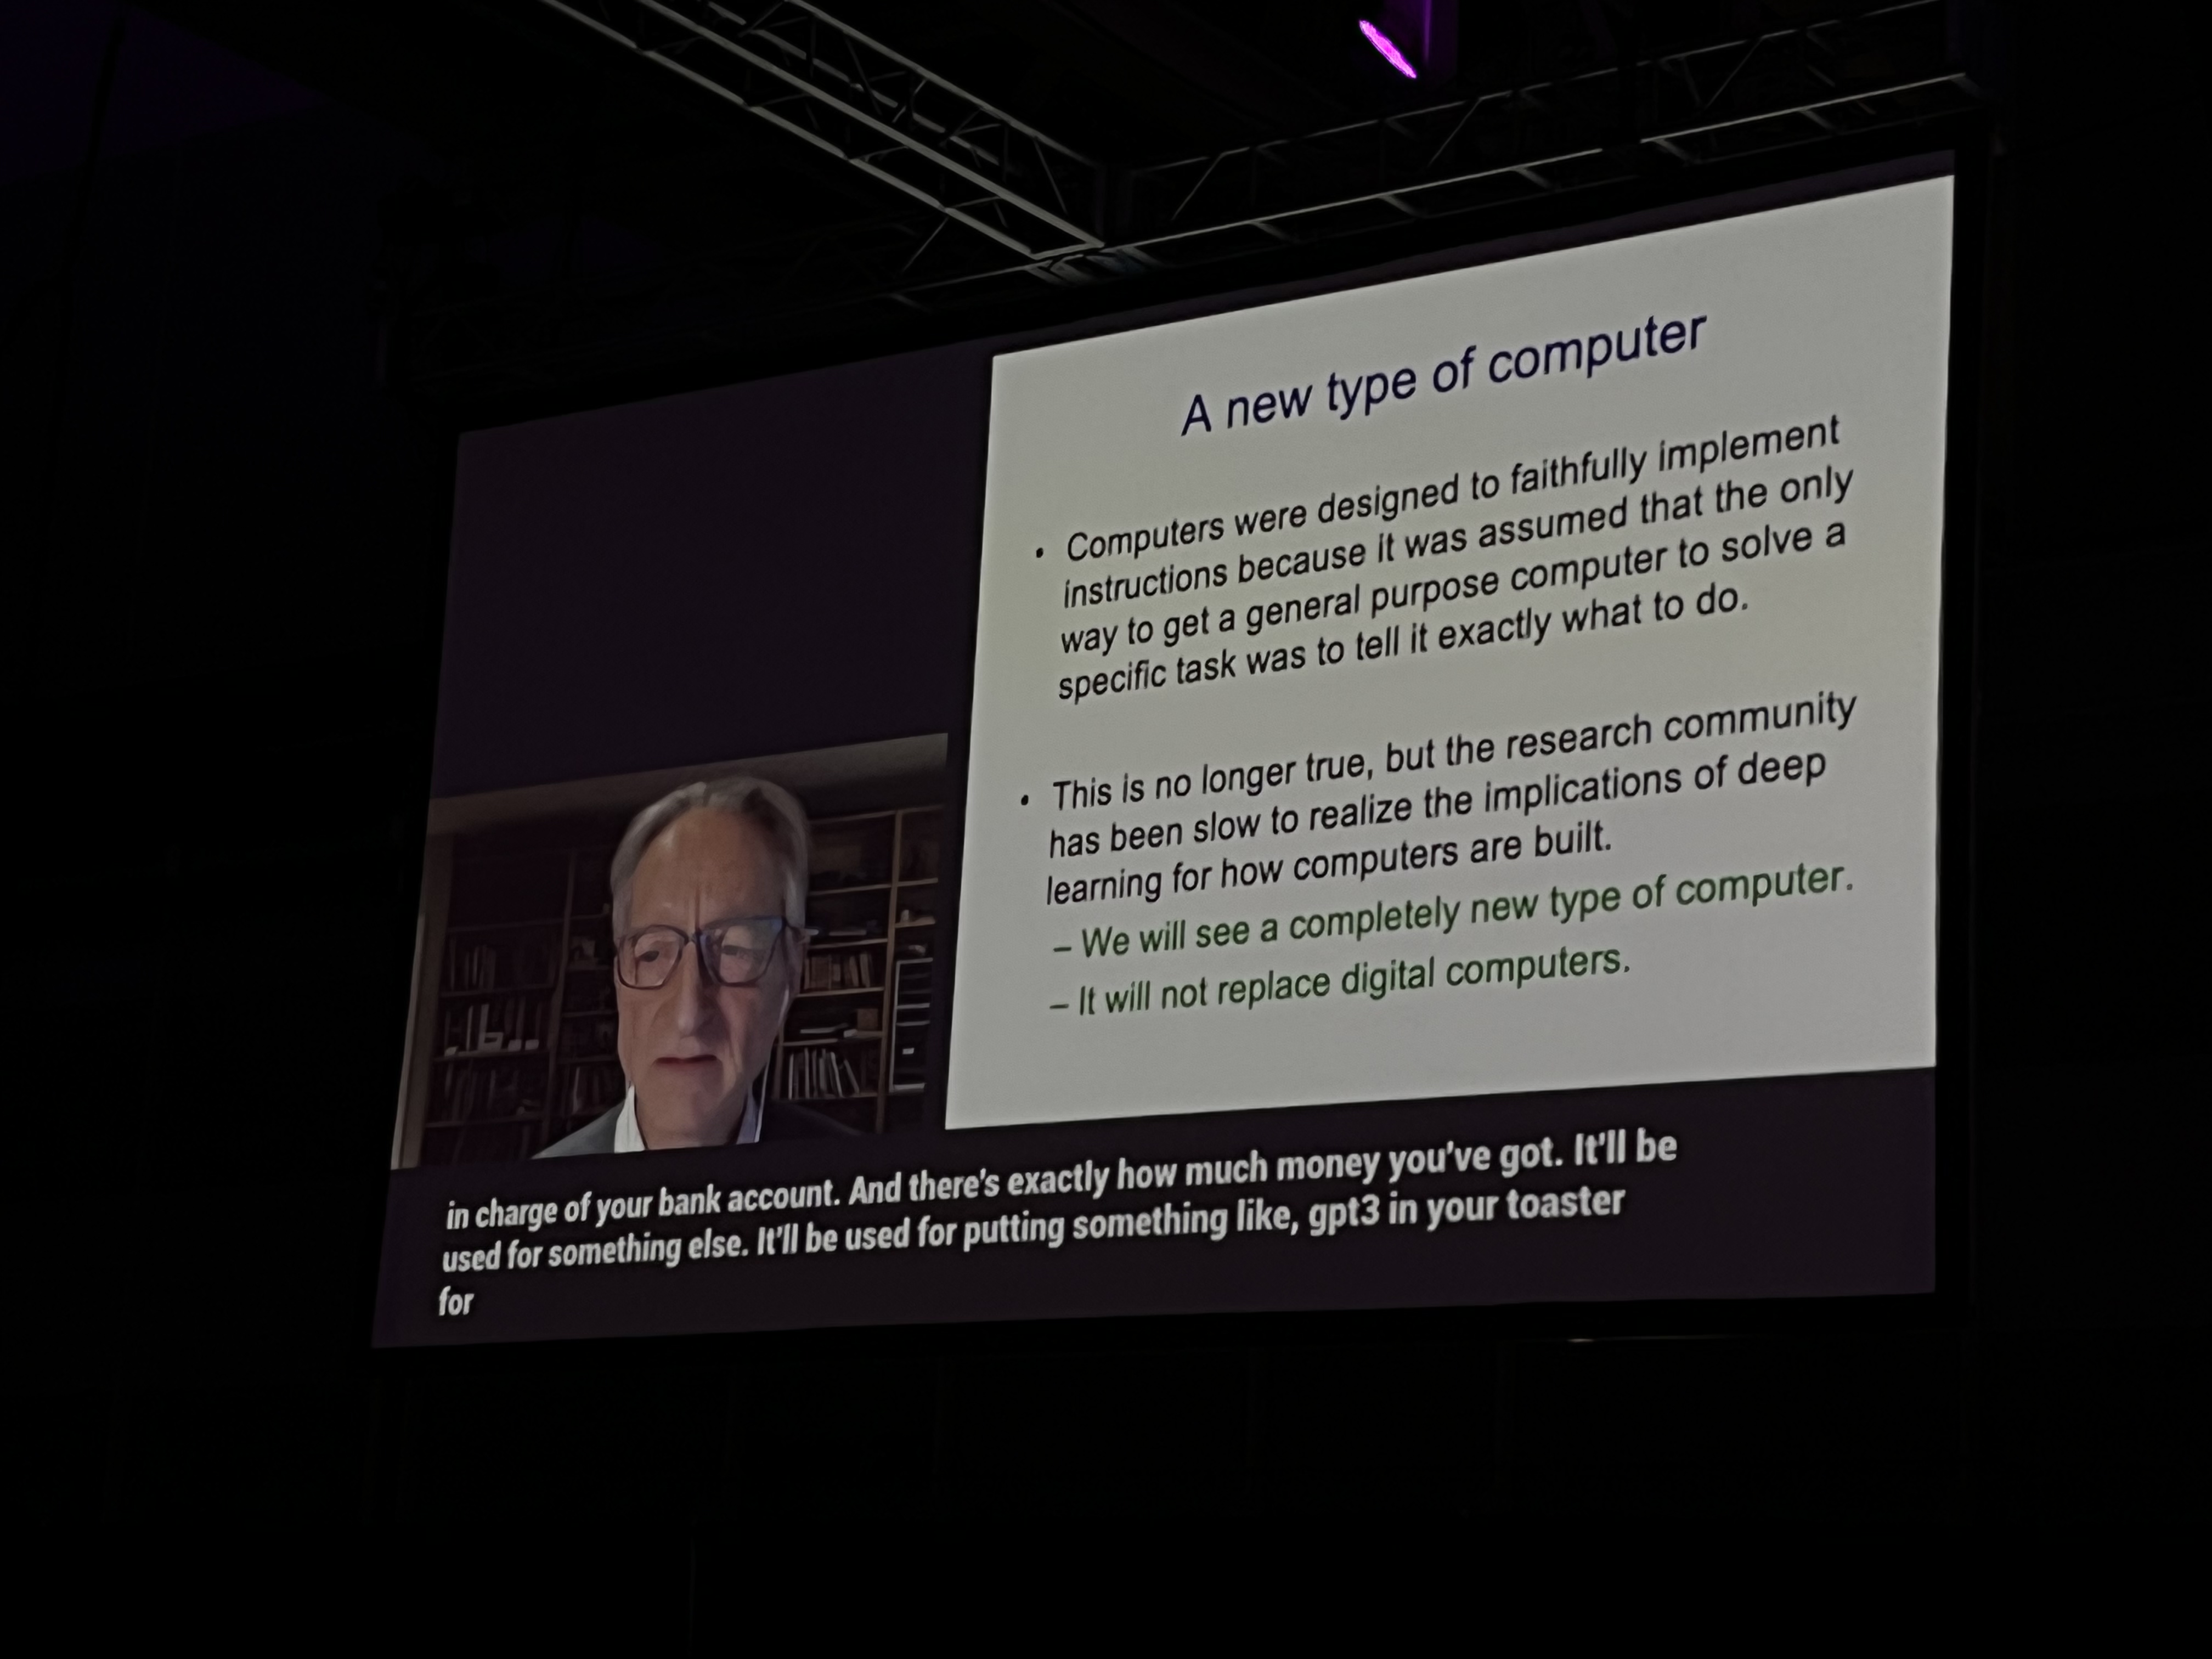 A new type of computer
• Computers were designed to faithfully implement
instructions because it was assumed that the only
way to get a general purpose computer to solve a
specific task was to tell it exactly what to do.
• This is no longer true, but the research community
has been slow to realize the implications of deep
learning for how computers are built.
– We will see a completely new type of computer.
– It will not replace digital computers.
in charge of your bank account. And there's exactly how much money you've got. It'll be
used for something else. It'll be used for putting something like, gpt3 in your toaster
for